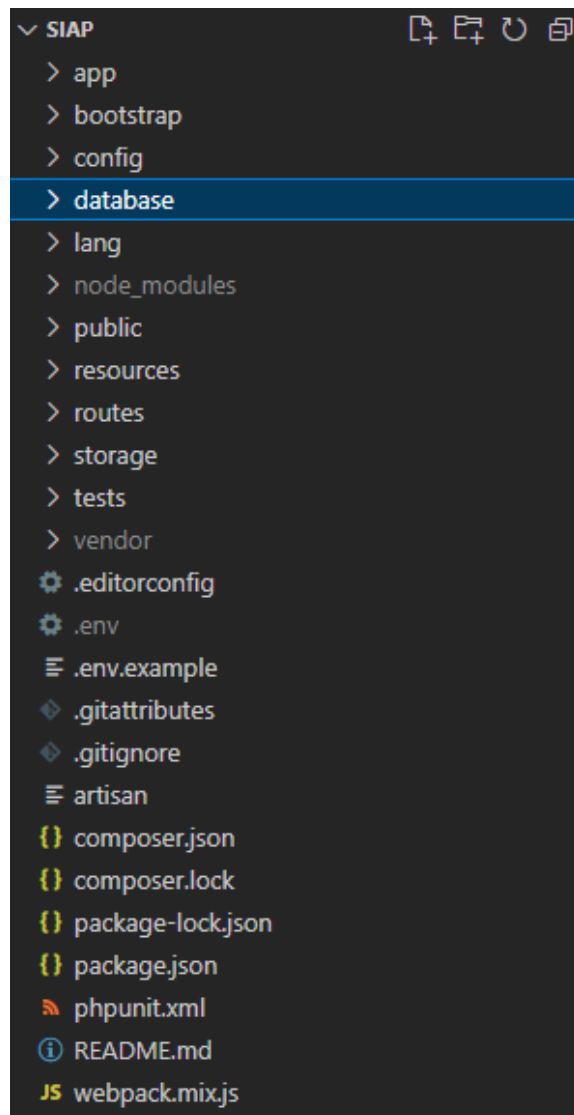 SIAP
app
bootstrap
config
database
lang
node_modules
public
resources
routes
storage
tests
vendor
.editorconfig
.env
.env.example
.gitattributes
.gitignore
artisan
{} composer.json
{} composer.lock
{} package-lock.json
{} package.json
phpunit.xml
README.md
JS webpack.mix.js